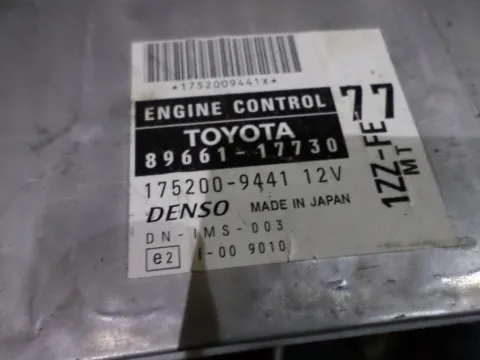 *1752009441X*
ENGINE CONTROL
TOYOTA
89661-17730
175200-9441 12V
DENSO MADE IN JAPAN
DN-IMS-003
e2 I-00 9010
77
1ZZ-FE
MT